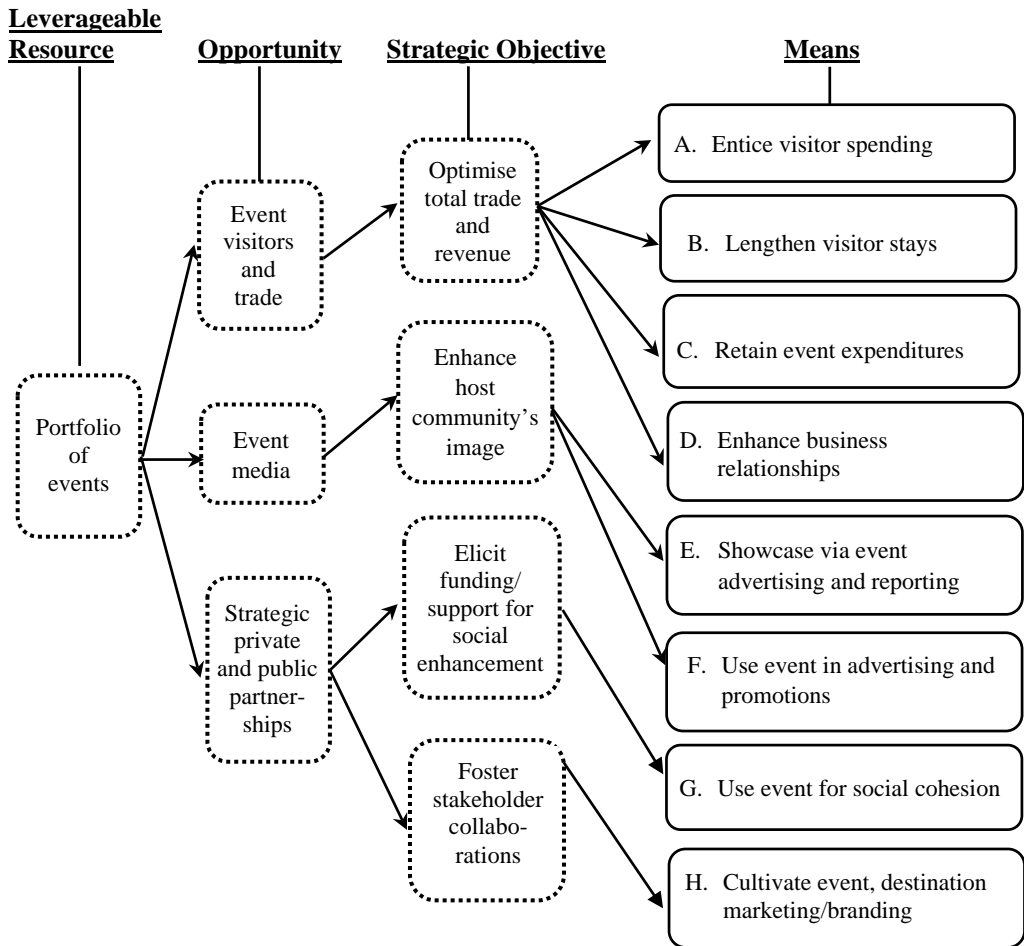 Leverageable
Resource
Opportunity
Strategic Objective
Means
Portfolio
of
events
Event
visitors
and
trade
Event
media
Strategic
private
and public
partner-
ships
Optimise
total trade
and
revenue
Enhance
host
community’s
image
Elicit
funding/
support for
social
enhancement
Foster
stakeholder
collabo-
rations
A. Entice visitor spending
B. Lengthen visitor stays
C. Retain event expenditures
D. Enhance business
relationships
E. Showcase via event
advertising and reporting
F. Use event in advertising and
promotions
G. Use event for social cohesion
H. Cultivate event, destination
marketing/branding